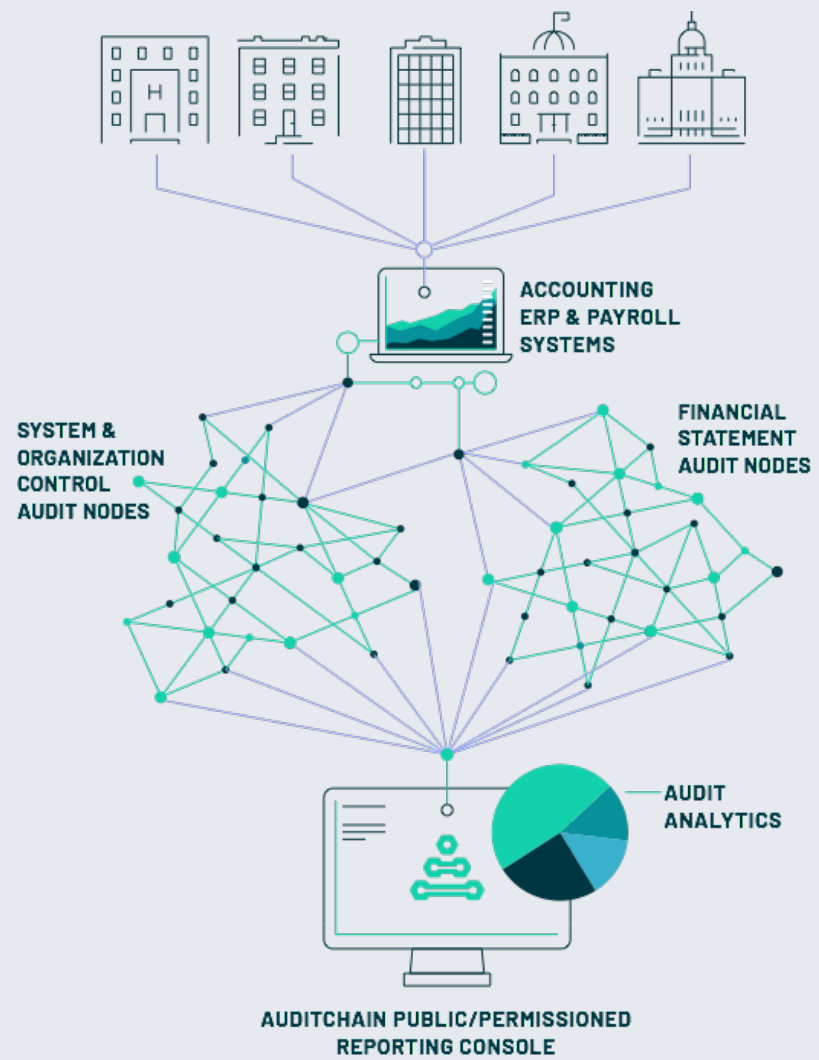 H
ACCOUNTING
ERP & PAYROLL
SYSTEMS
SYSTEM &
ORGANIZATION
CONTROL
AUDIT NODES
FINANCIAL
STATEMENT
AUDIT NODES
AUDIT
ANALYTICS
AUDITCHAIN PUBLIC/PERMISSIONED
REPORTING CONSOLE